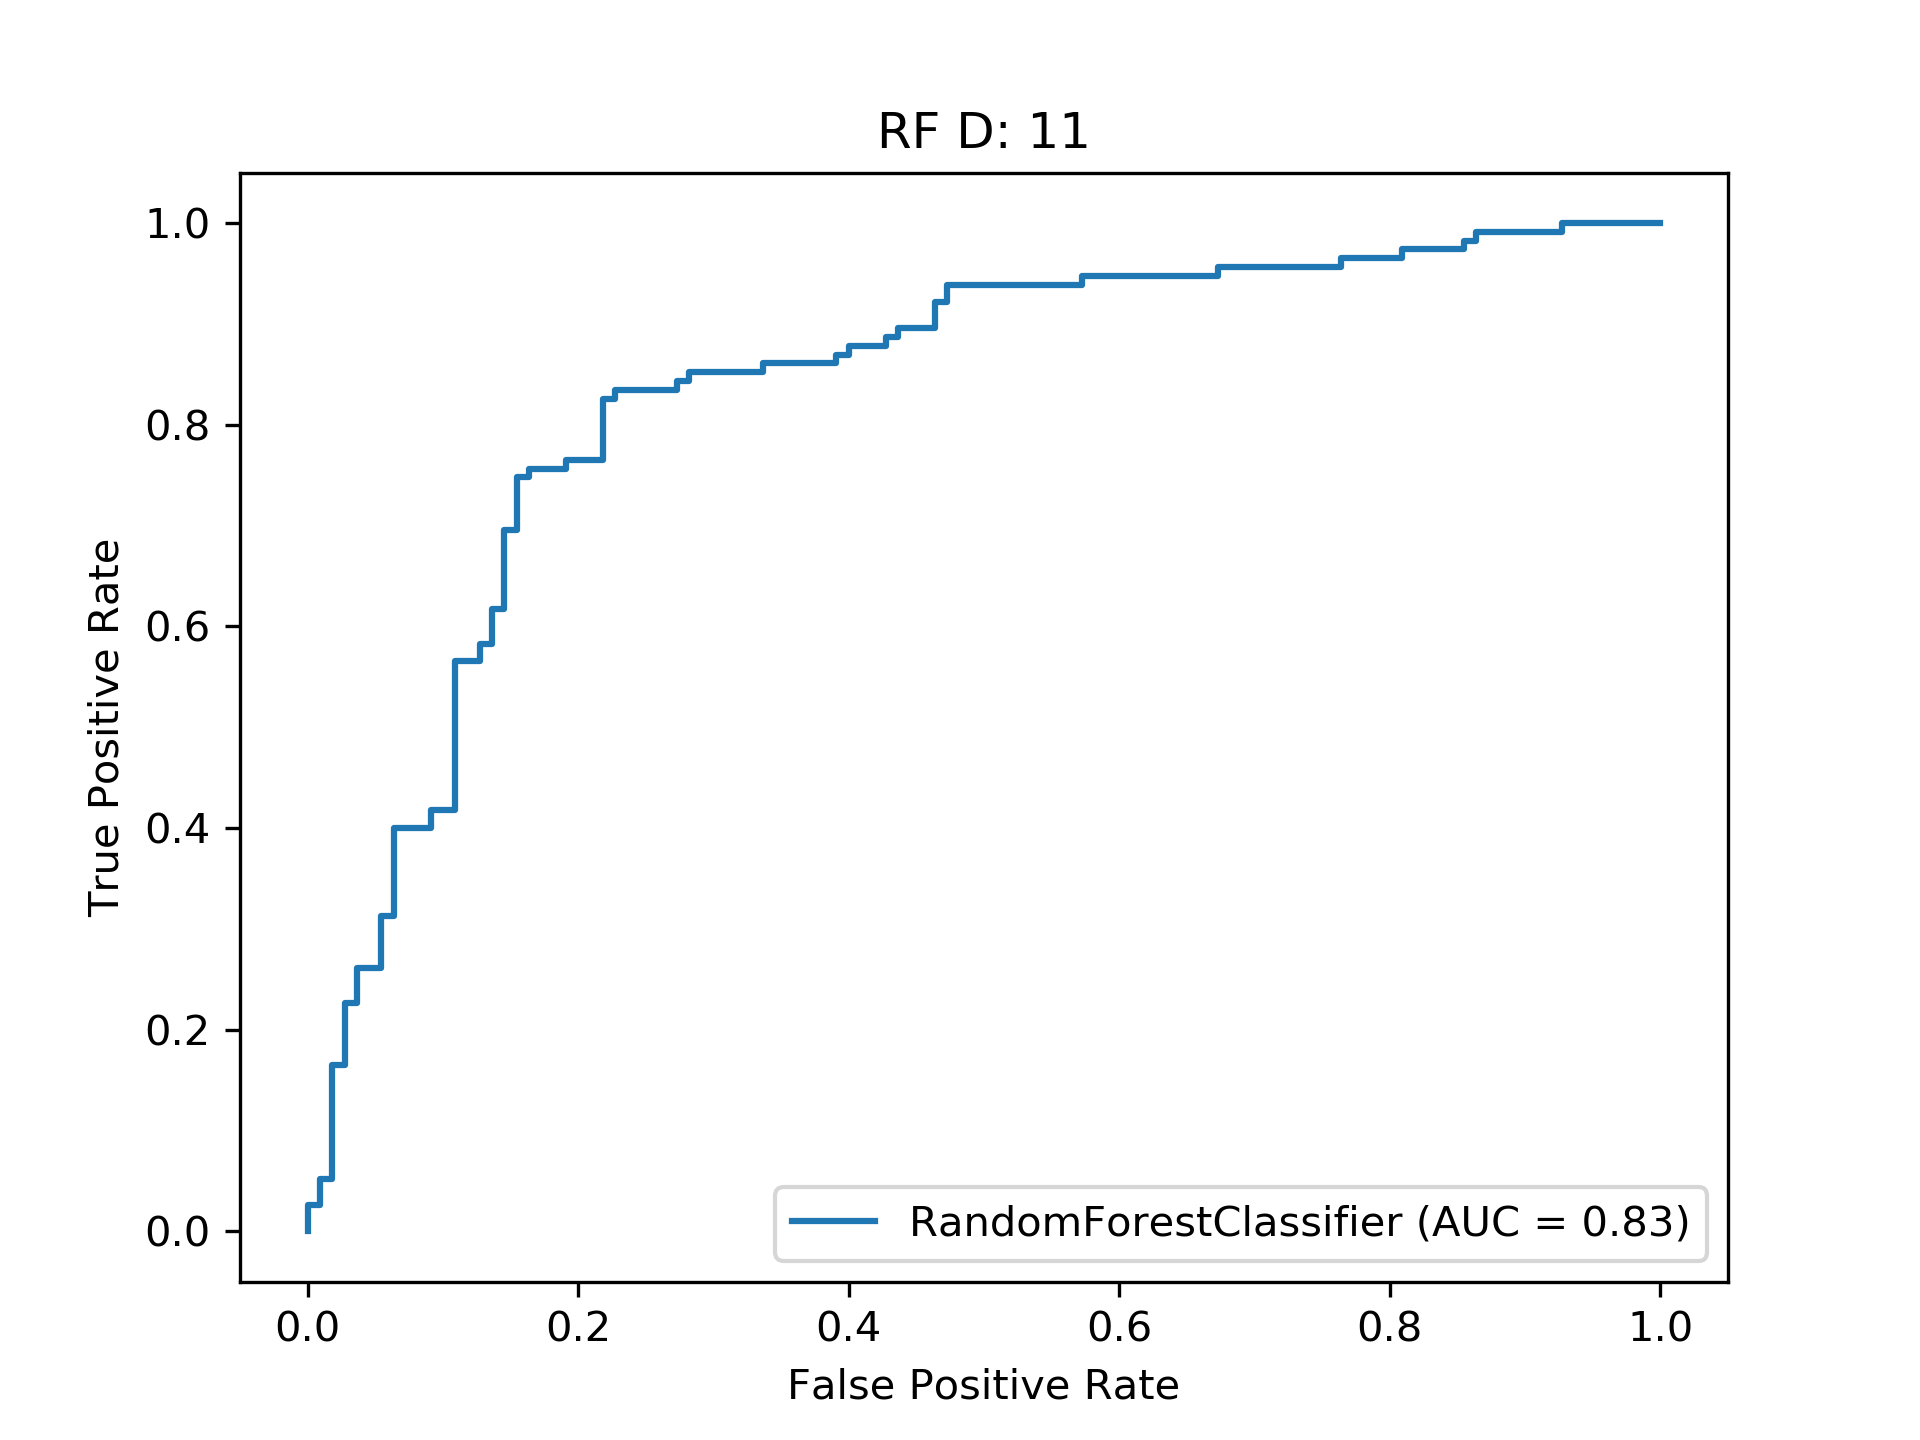 RF D: 11
True Positive Rate
1.0
0.8
0.6
0.4
0.2
0.0
RandomForestClassifier (AUC = 0.83)
0.0 0.2 0.4 0.6 0.8 1.0
False Positive Rate